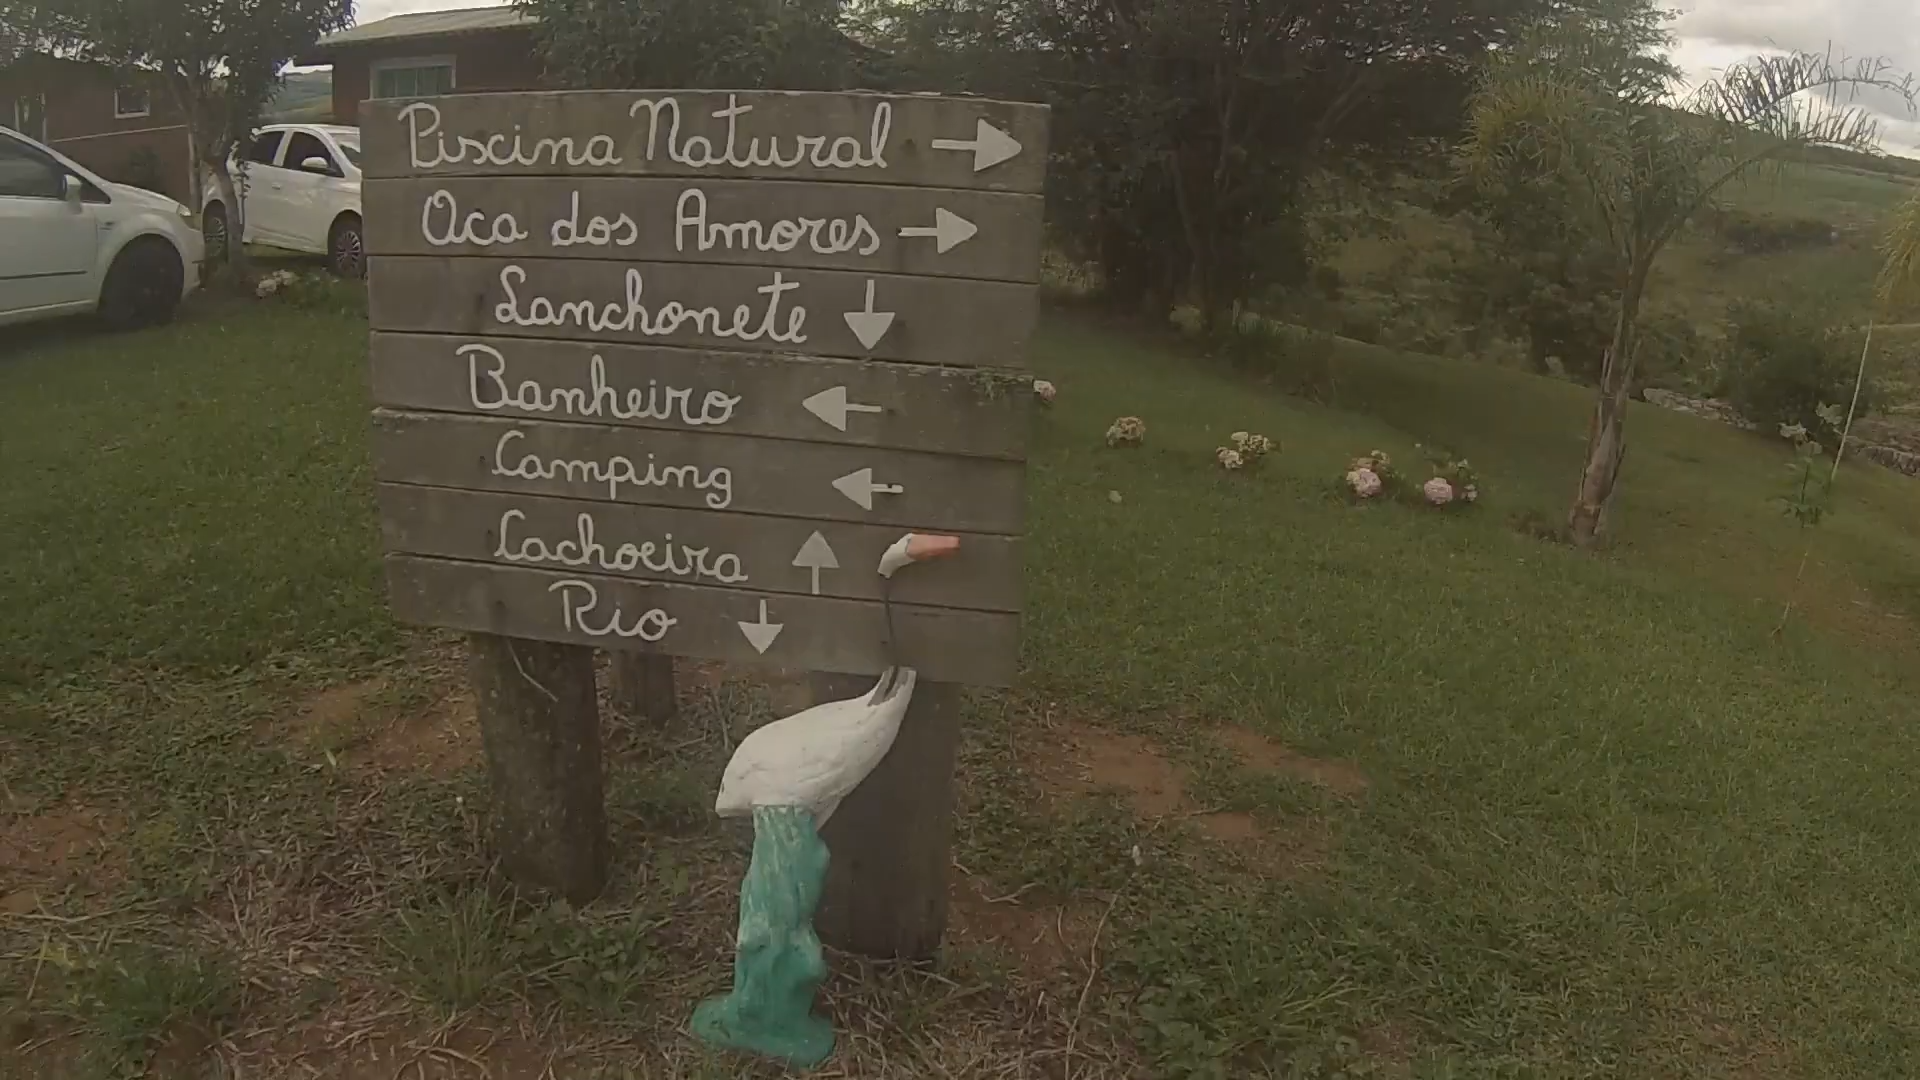 Piscina Natural →
Oca dos Amores →
Lanchonete ↓
Banheiro ←
Camping ←
Cachoeira ↑
Rio ↓